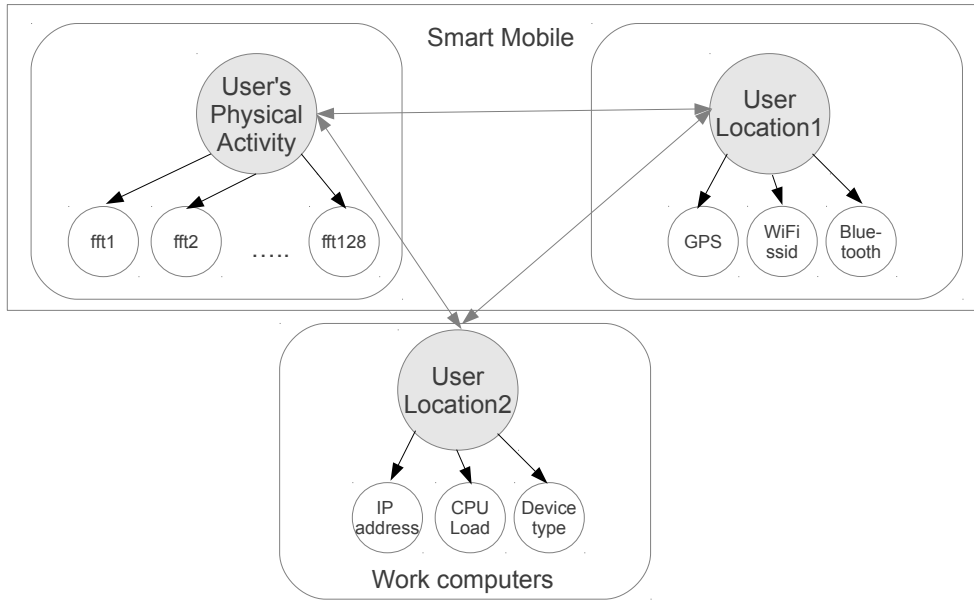 Smart Mobile
User's
Physical
Activity
User
Location1
fft1
fft2
.....
fft128
GPS
WiFi
ssid
Blue-
tooth
User
Location2
IP
address
CPU
Load
Device
type
Work computers